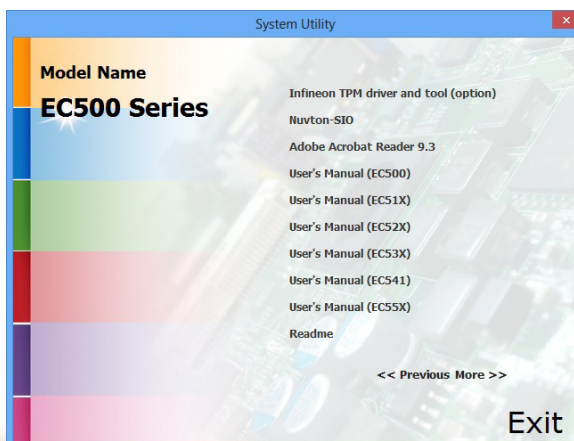 System Utility
Model Name
EC500 Series
Infineon TPM driver and tool (option)
Nuvton-SIO
Adobe Acrobat Reader 9.3
User's Manual (EC500)
User's Manual (EC51X)
User's Manual (EC52X)
User's Manual (EC53X)
User's Manual (EC541)
User's Manual (EC55X)
Readme
<< Previous More >>
Exit